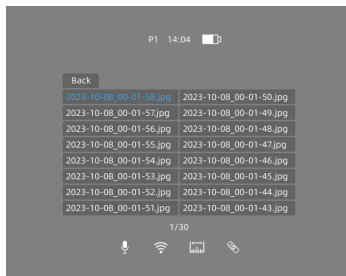 P1 14:04
Back
2023-10-08_00-01-58.jpg 2023-10-08_00-01-50.jpg
2023-10-08_00-01-57.jpg 2023-10-08_00-01-49.jpg
2023-10-08_00-01-56.jpg 2023-10-08_00-01-48.jpg
2023-10-08_00-01-55.jpg 2023-10-08_00-01-47.jpg
2023-10-08_00-01-54.jpg 2023-10-08_00-01-46.jpg
2023-10-08_00-01-53.jpg 2023-10-08_00-01-45.jpg
2023-10-08_00-01-52.jpg 2023-10-08_00-01-44.jpg
2023-10-08_00-01-51.jpg 2023-10-08_00-01-43.jpg
1/30